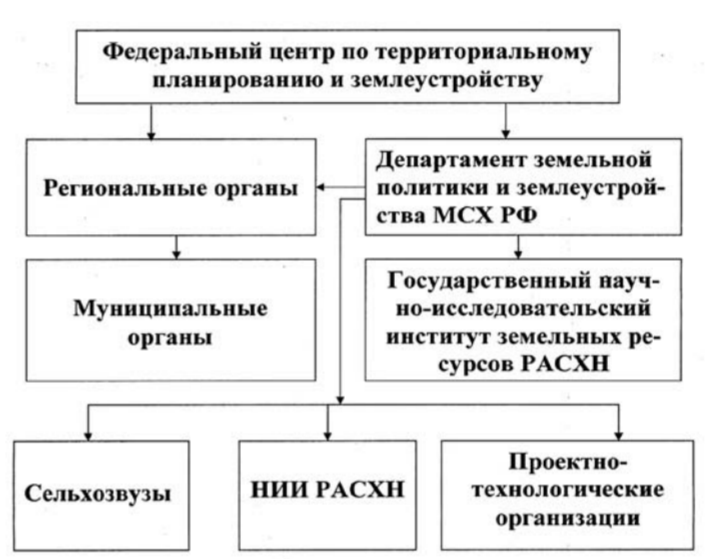 Федеральный центр по территориальному
планированию и землеустройству
Региональные органы
Департамент земельной
политики и землеустрой-
ства МСХ РФ
Муниципальные
органы
Государственный науч-
но-исследовательский
институт земельных ре-
сурсов РАСХН
Сельхозвузы
НИИ РАСХН
Проектно-
технологические
организации